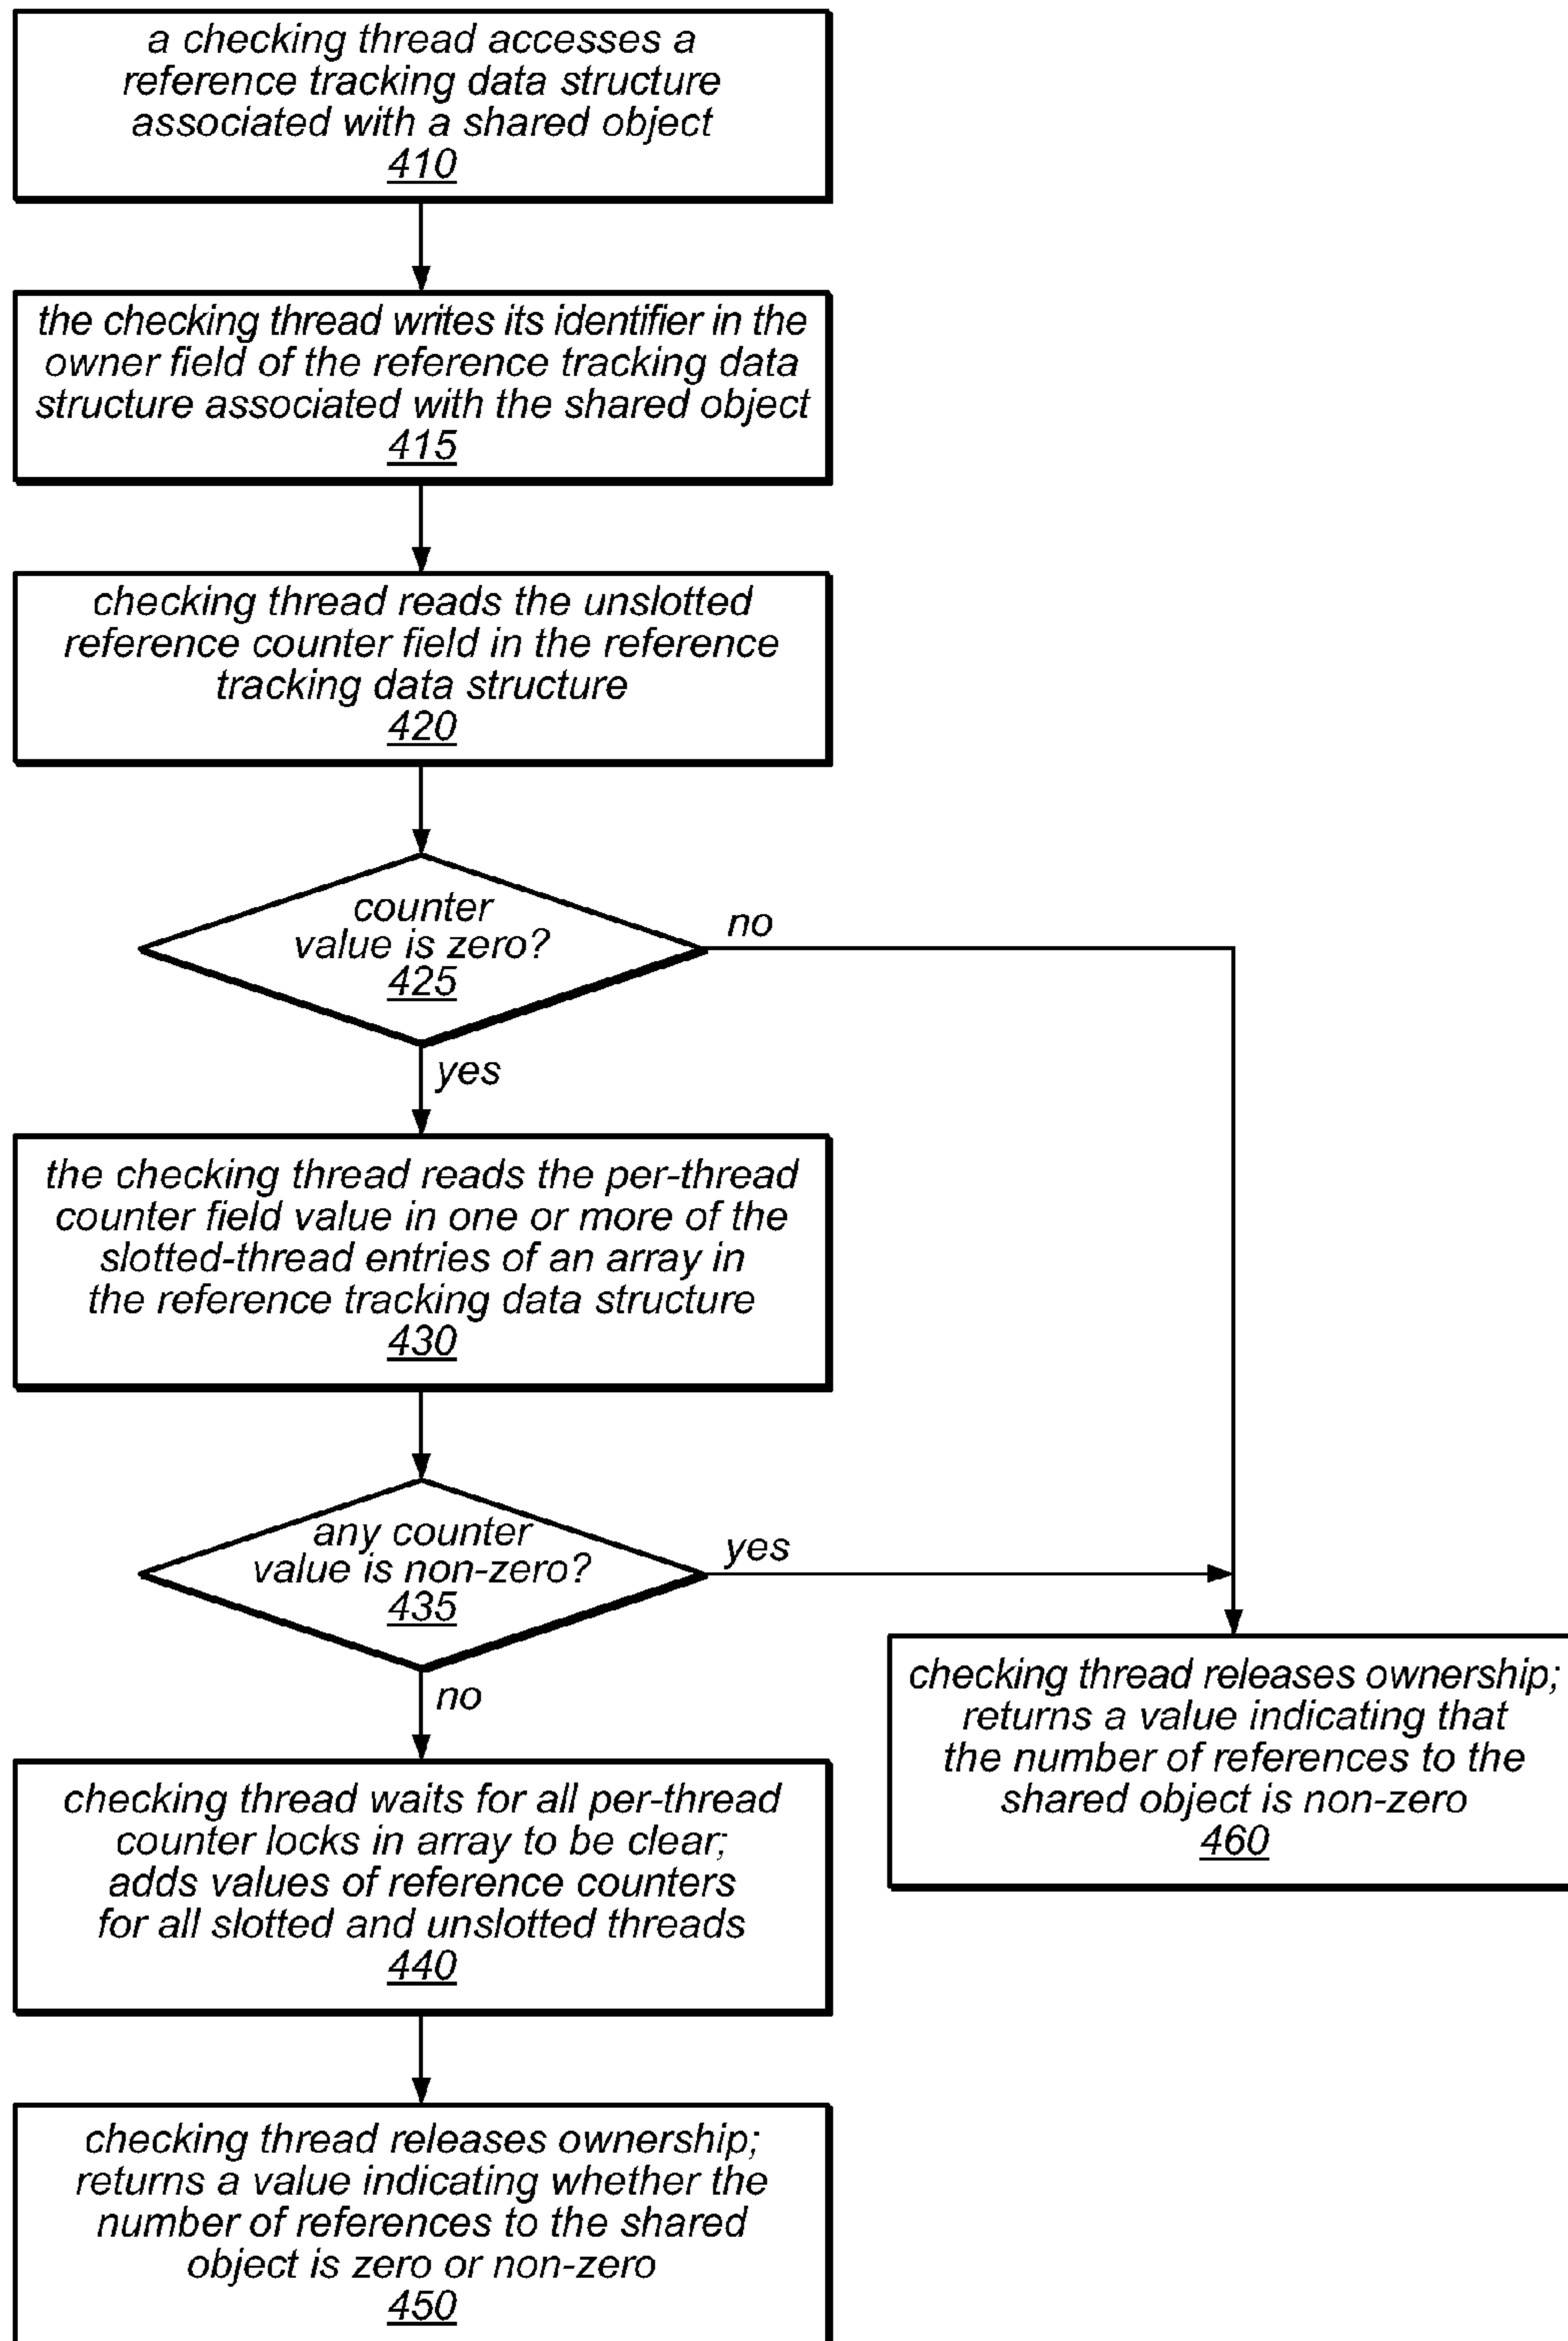 a checking thread accesses a
reference tracking data structure
associated with a shared object
410
the checking thread writes its identifier in the
owner field of the reference tracking data
structure associated with the shared object
415
checking thread reads the unslotted
reference counter field in the reference
tracking data structure
420
counter
value is zero?
425
no
yes
the checking thread reads the per-thread
counter field value in one or more of the
slotted-thread entries of an array in
the reference tracking data structure
430
any counter
value is non-zero?
435
yes
no
checking thread releases ownership;
returns a value indicating that
the number of references to the
shared object is non-zero
460
checking thread waits for all per-thread
counter locks in array to be clear;
adds values of reference counters
for all slotted and unslotted threads
440
checking thread releases ownership;
returns a value indicating whether the
number of references to the shared
object is zero or non-zero
450